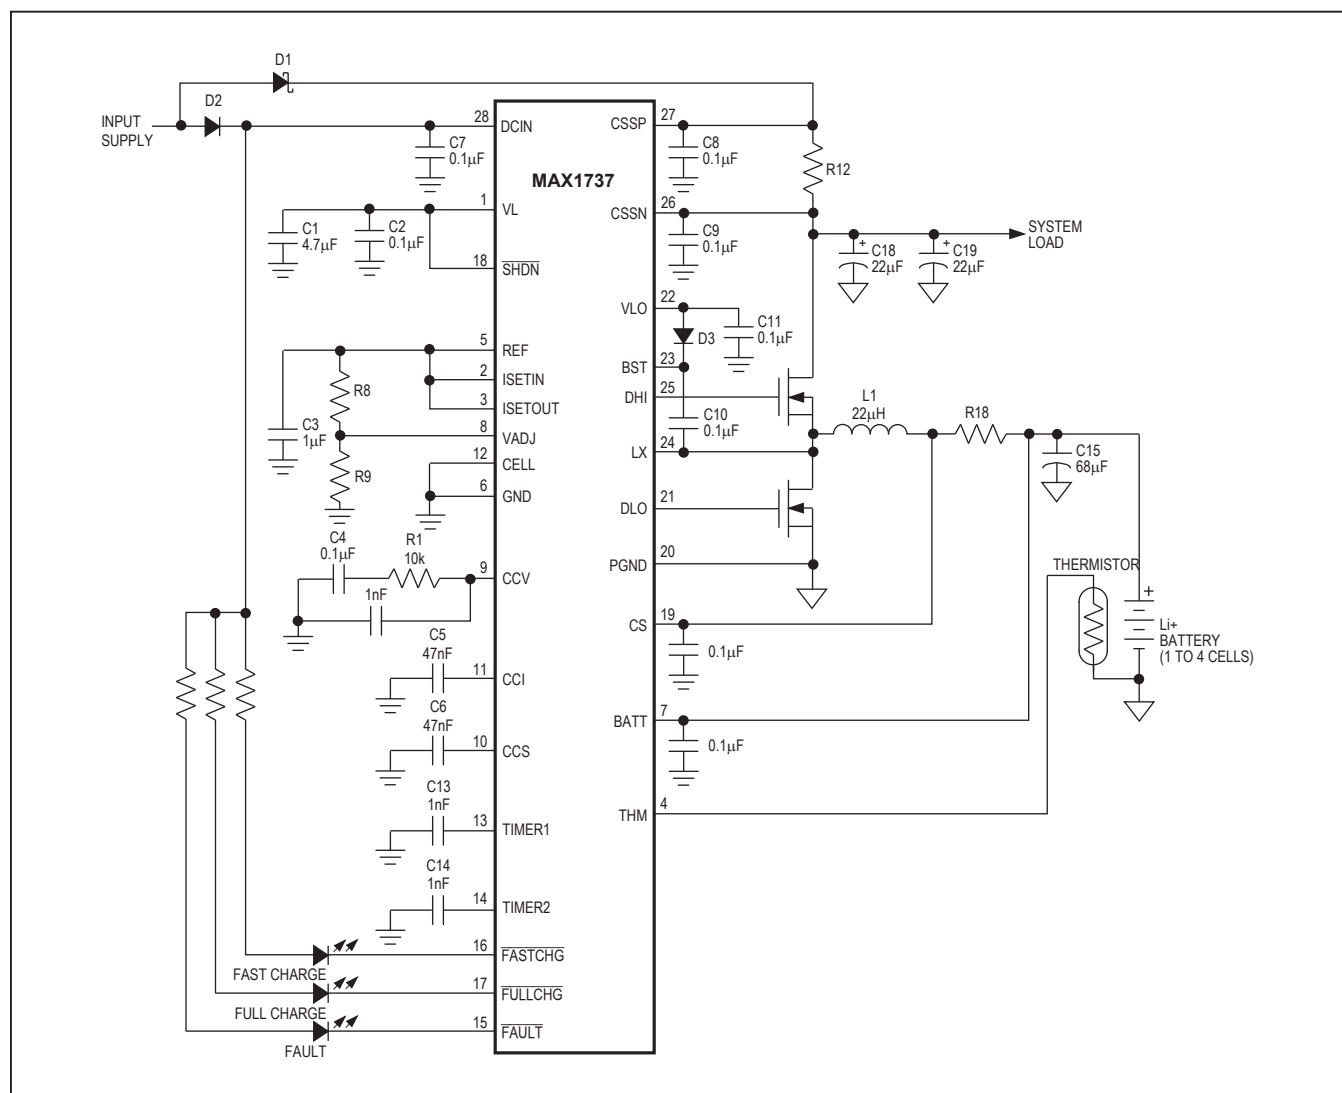 D1
D2
INPUT
SUPPLY
28
DCIN
C7
0.1μF
MAX1737
CSSP
27
C8
0.1μF
R12
1
VL
C1
4.7μF
C2
0.1μF
18
SHDN
CSSN
26
C9
0.1μF
SYSTEM
LOAD
C18
22μF
C19
22μF
VLO
22
C11
0.1μF
D3
BST
23
DHI
25
C10
0.1μF
LX
24
5
REF
2
ISETIN
3
ISETOUT
8
VADJ
12
CELL
6
GND
R8
C3
1μF
R9
L1
22μH
R18
C15
68μF
DLO
21
PGND
20
C4
0.1μF
R1
10k
9
CCV
1nF
THERMISTOR
CS
19
0.1μF
Li+
BATTERY
(1 TO 4 CELLS)
C5
47nF
11
CCI
C6
47nF
10
CCS
BATT
7
0.1μF
C13
1nF
13
TIMER1
THM
4
C14
1nF
14
TIMER2
16
FASTCHG
FAST CHARGE
17
FULLCHG
FULL CHARGE
15
FAULT
FAULT